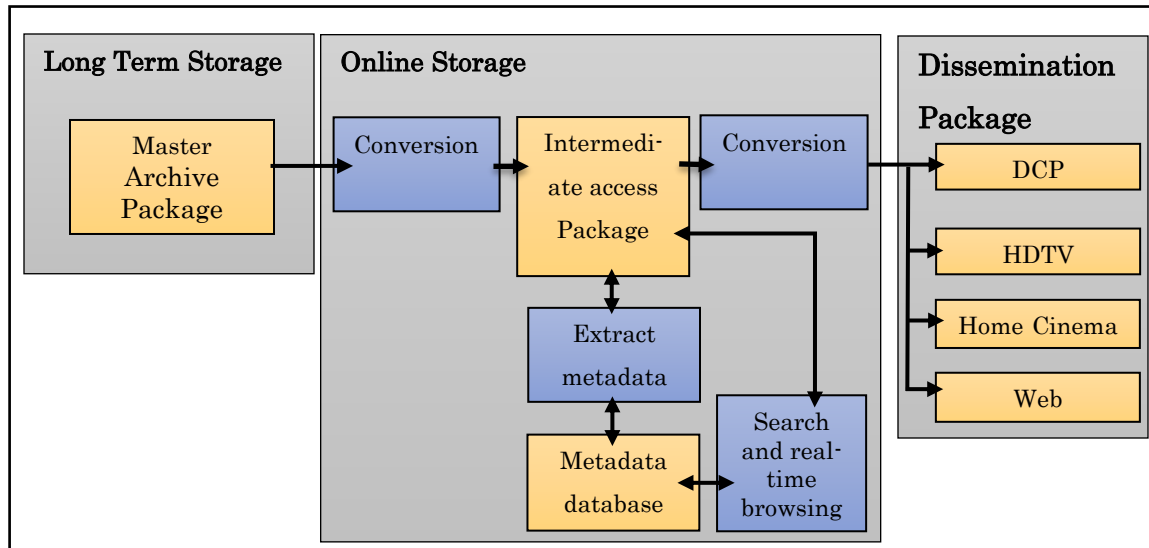 Long Term Storage
Master
Archive
Package
Online Storage
Conversion
Intermedi-
ate access
Package
Conversion
Extract
metadata
Metadata
database
Search
and real-
time
browsing
Dissemination
Package
DCP
HDTV
Home Cinema
Web